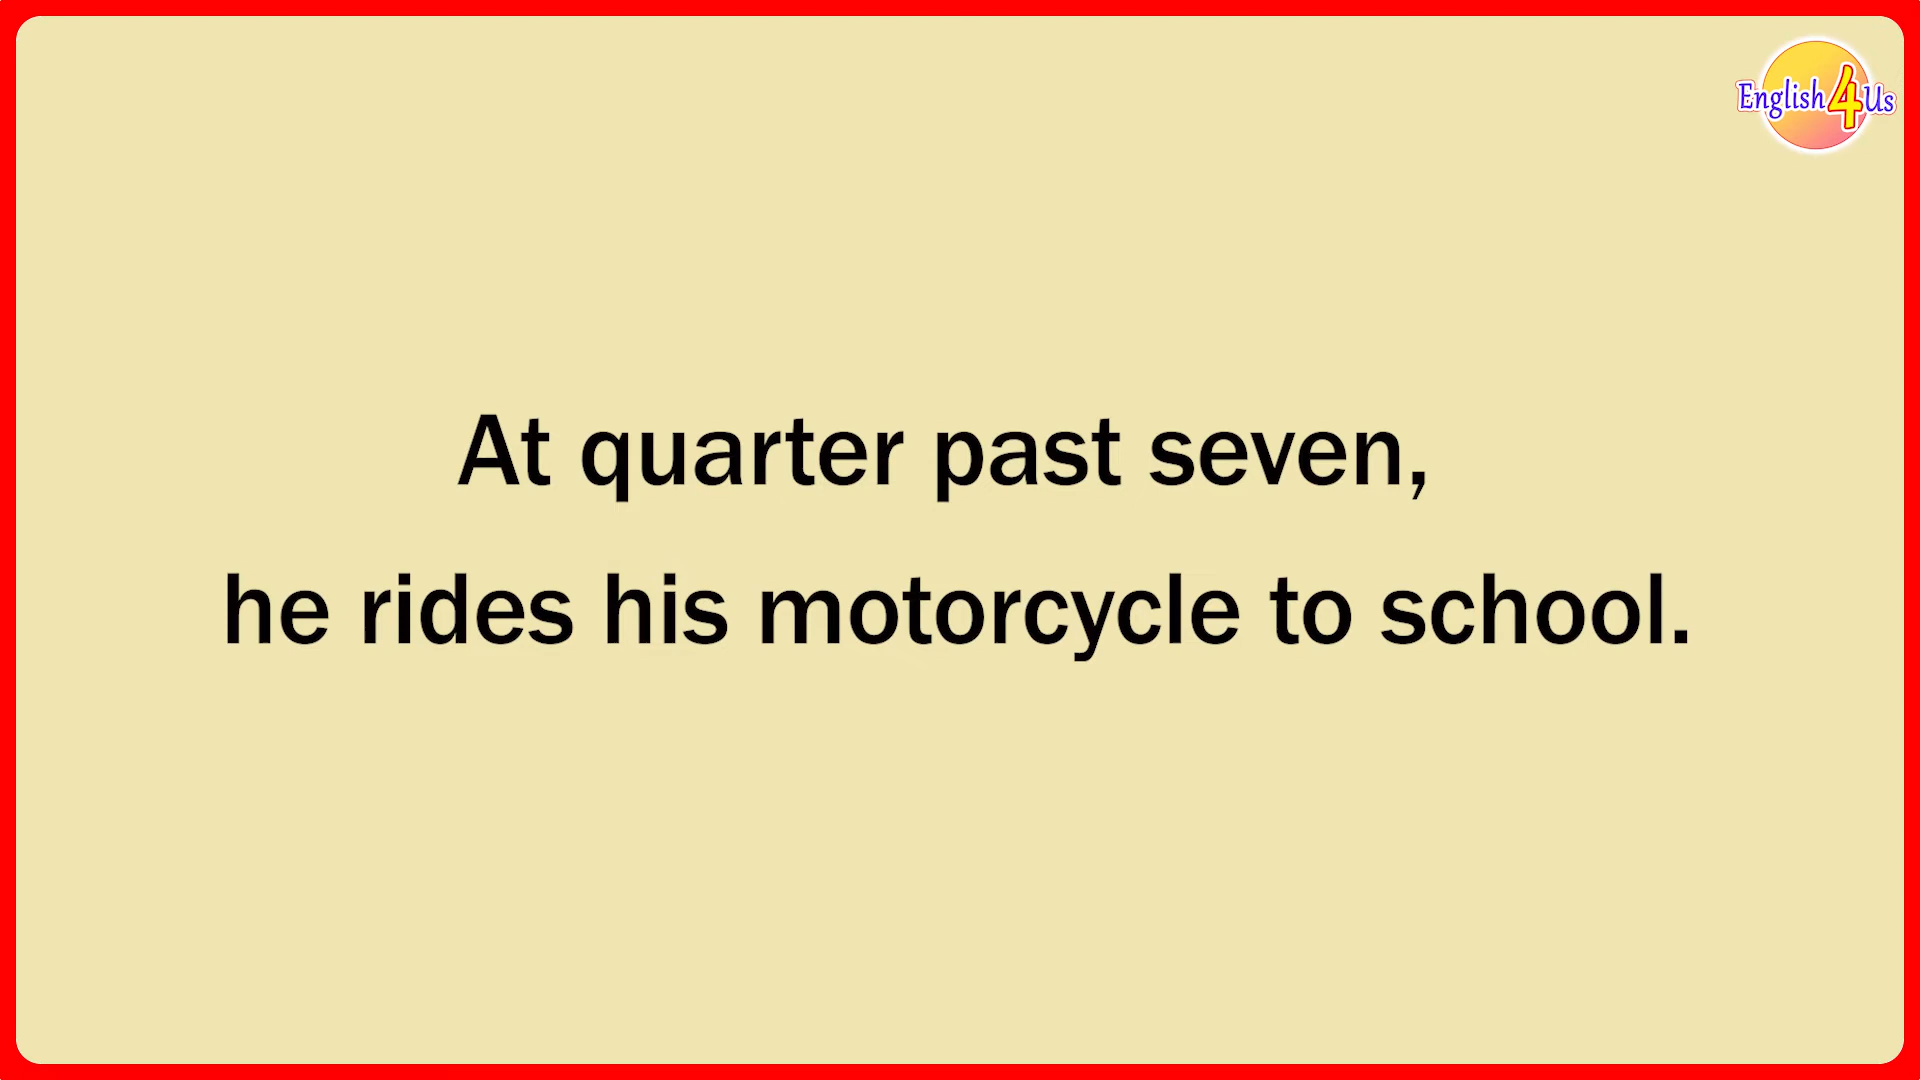 English4Us
At quarter past seven,
he rides his motorcycle to school.